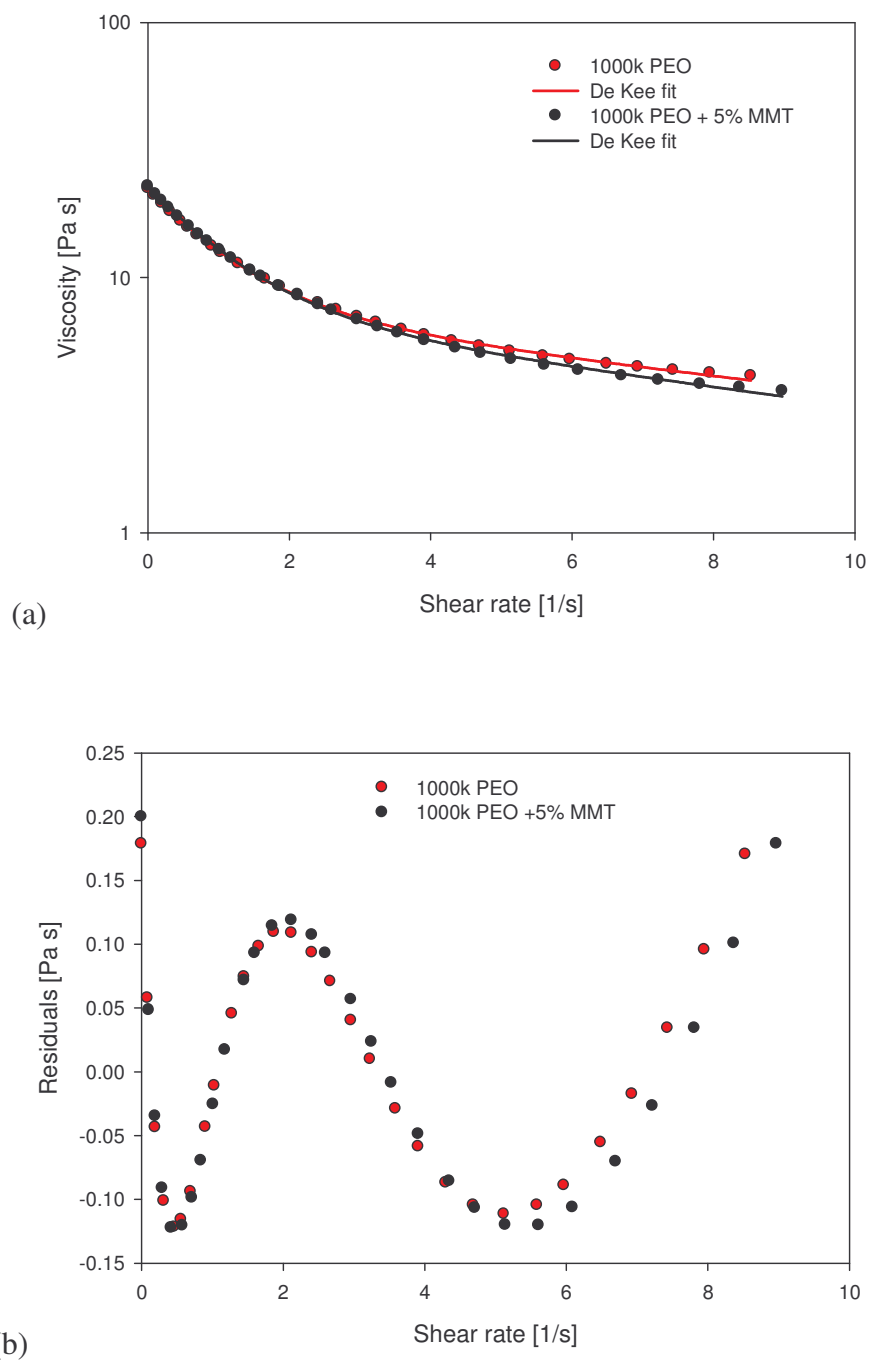 100
10
1
Viscosity [Pa s]
1000k PEO
De Kee fit
1000k PEO + 5% MMT
De Kee fit
0 2 4 6 8 10
Shear rate [1/s]
(a)
0.25
0.20
0.15
0.10
0.05
0.00
-0.05
-0.10
-0.15
Residuals [Pa s]
1000k PEO
1000k PEO +5% MMT
0 2 4 6 8 10
Shear rate [1/s]
b)